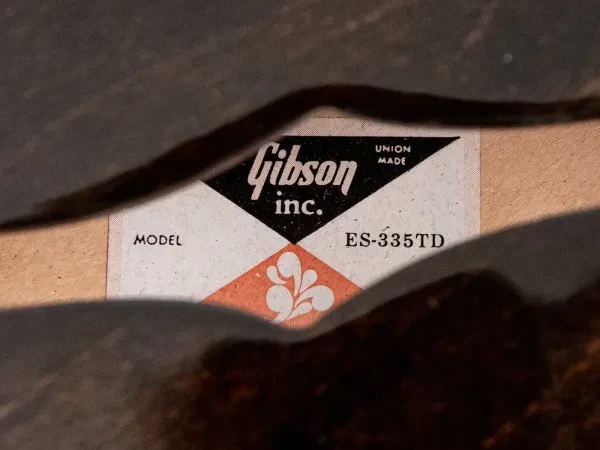 Gibson
inc.
UNION
MADE
MODEL
ES-335TD